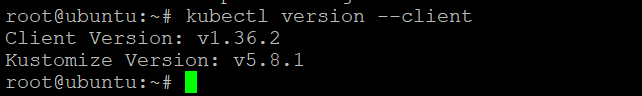 root@ubuntu:~# kubectl version --client
Client Version: v1.36.2
Kustomize Version: v5.8.1
root@ubuntu:~#